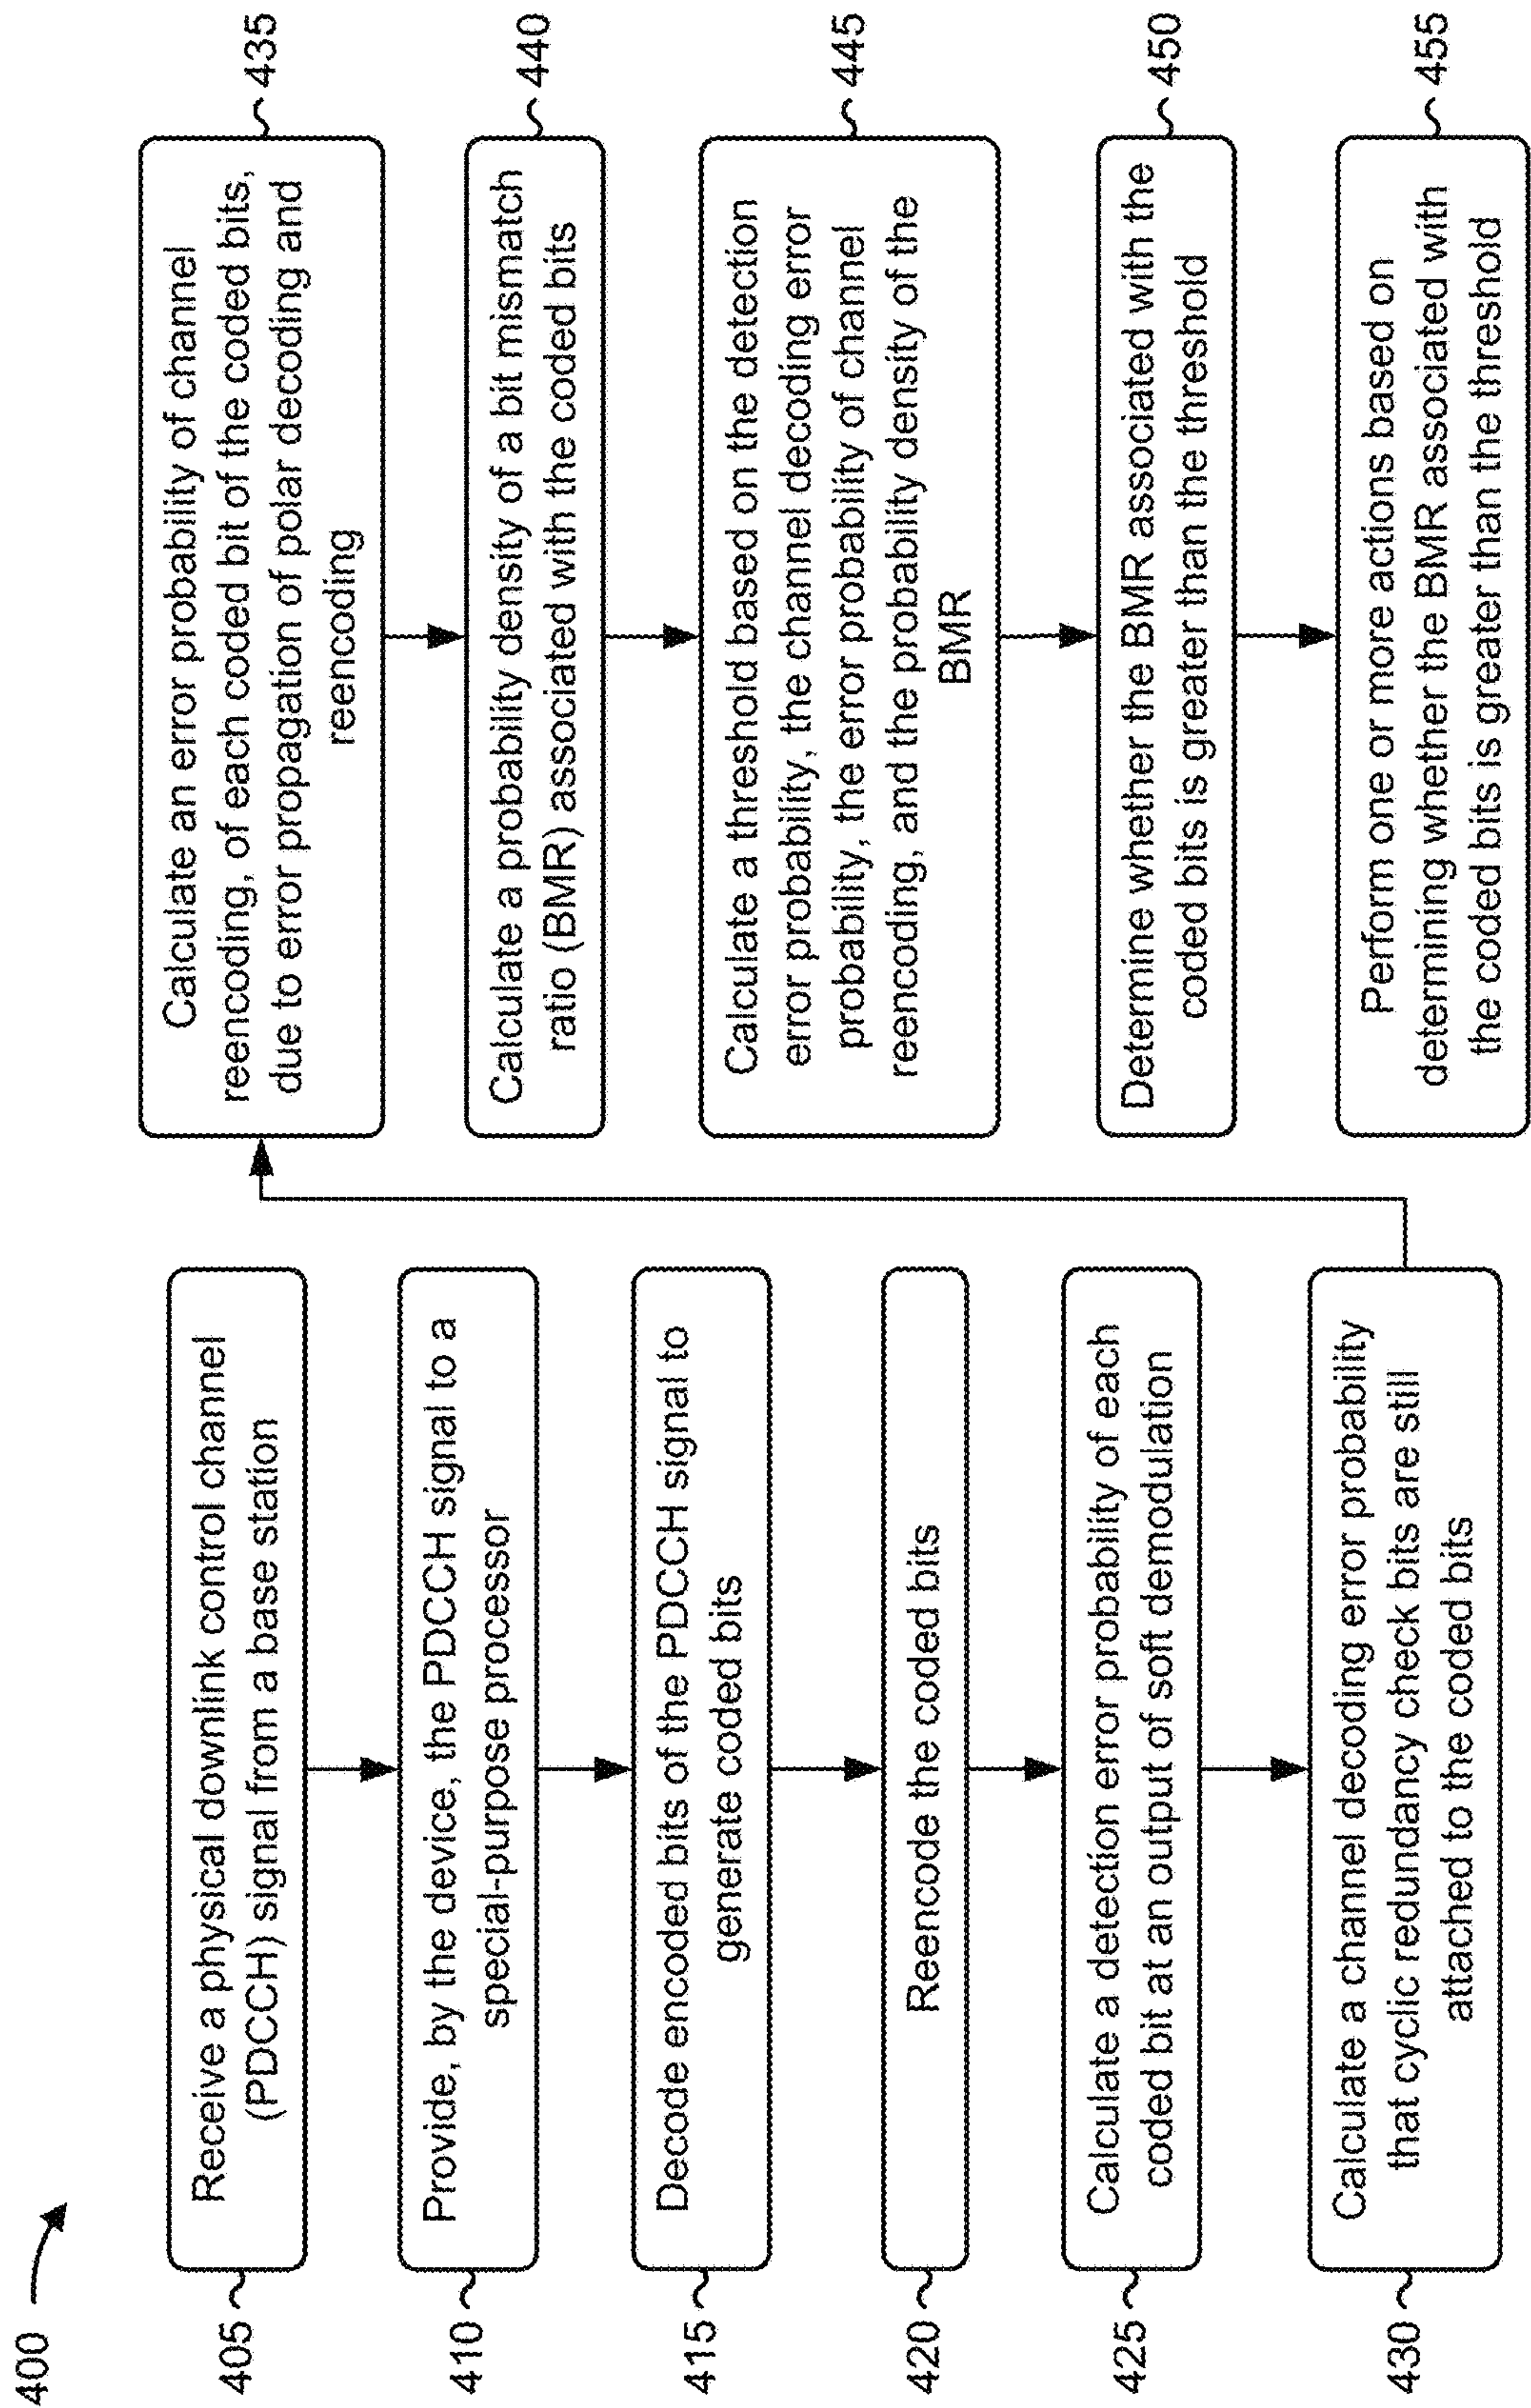 400
405
Receive a physical downlink control channel
(PDCCH) signal from a base station
410
Provide, by the device, the PDCCH signal to a
special-purpose processor
415
Decode encoded bits of the PDCCH signal to
generate coded bits
420
Reencode the coded bits
425
Calculate a detection error probability of each
coded bit at an output of soft demodulation
430
Calculate a channel decoding error probability
that cyclic redundancy check bits are still
attached to the coded bits
Calculate an error probability of channel
reencoding, of each coded bit of the coded bits,
due to error propagation of polar decoding and
reencoding
435
Calculate a probability density of a bit mismatch
ratio (BMR) associated with the coded bits
440
Calculate a threshold based on the detection
error probability, the channel decoding error
probability, the error probability of channel
reencoding, and the probability density of the
BMR
445
Determine whether the BMR associated with the
coded bits is greater than the threshold
450
Perform one or more actions based on
determining whether the BMR associated with
the coded bits is greater than the threshold
455